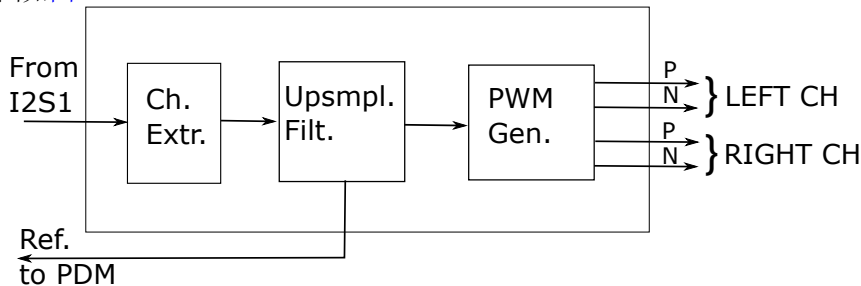 From
I2S1
Ch.
Extr.
Upsmpl.
Filt.
PWM
Gen.
P
N
} LEFT CH
P
N
} RIGHT CH
Ref.
to PDM